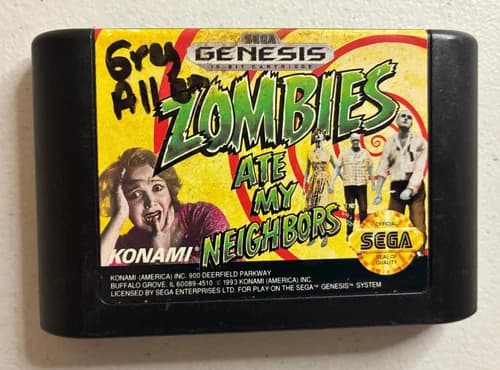 Grey
Allen
SEGA
GENESIS
16-BIT CARTRIDGE
ZOMBIES
ATE
MY
NEIGHBORS
KONAMI
OFFICIAL
SEGA
SEAL OF
QUALITY
KONAMI (AMERICA) INC. 900 DEERFIELD PARKWAY
BUFFALO GROVE, IL 60089-4510 © 1993 KONAMI (AMERICA) INC.
LICENSED BY SEGA ENTERPRISES LTD. FOR PLAY ON THE SEGA™ GENESIS™ SYSTEM